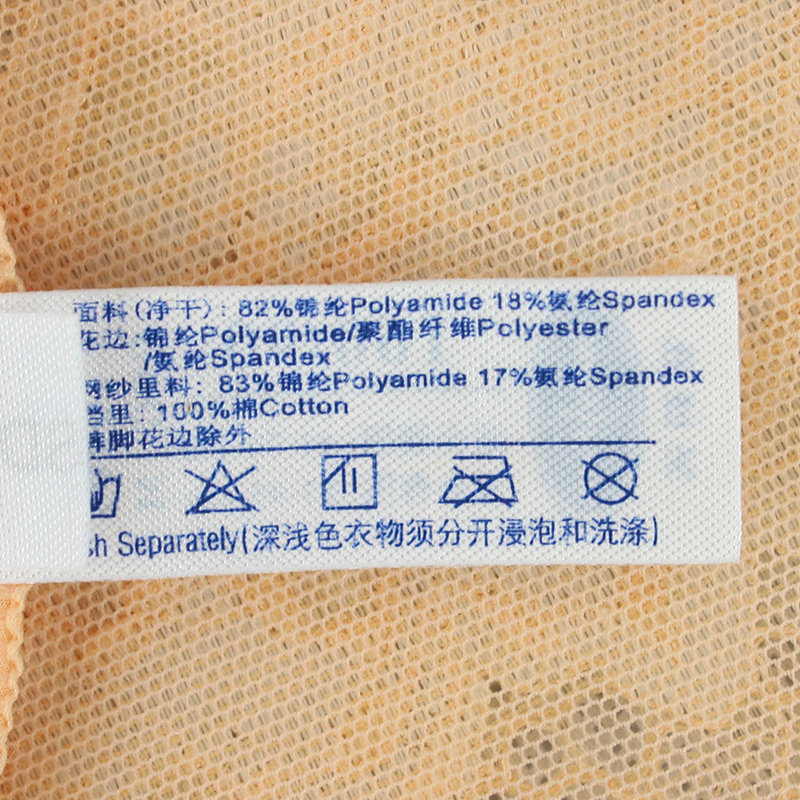 面料(净干): 82%锦纶Polyamide 18%氨纶Spandex
花边:锦纶Polyamide/聚酯纤维Polyester
/氨纶Spandex
网纱里料: 83%锦纶Polyamide 17%氨纶Spandex
裆里: 100%棉Cotton
裤脚花边除外
Separately(深浅色衣物须分开浸泡和洗涤)